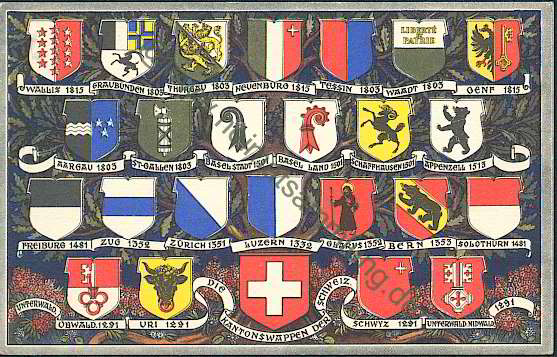 LIBERTÉ
ET
PATRIE
WALLIS 1815
GRAUBÜNDEN 1803
THURGAU 1803
NEUENBURG 1815
TESSIN 1803
WAADT 1803
GENF 1815
AARGAU 1803
ST-GALLEN 1803
BASEL STADT 1501
BASEL LAND 1501
SCHAFFHAUSEN 1501
APPENZELL 1513
FREIBURG 1481
ZUG 1352
ZÜRICH 1351
LUZERN 1332
GLARUS 1352
BERN 1353
SOLOTHURN 1481
UNTERWALD
OBWALD. 1291
URI 1291
DIE
KANTONSWAPPEN DER
SCHWEIZ
SCHWYZ 1291
UNTERWALD NIDWALD
1291